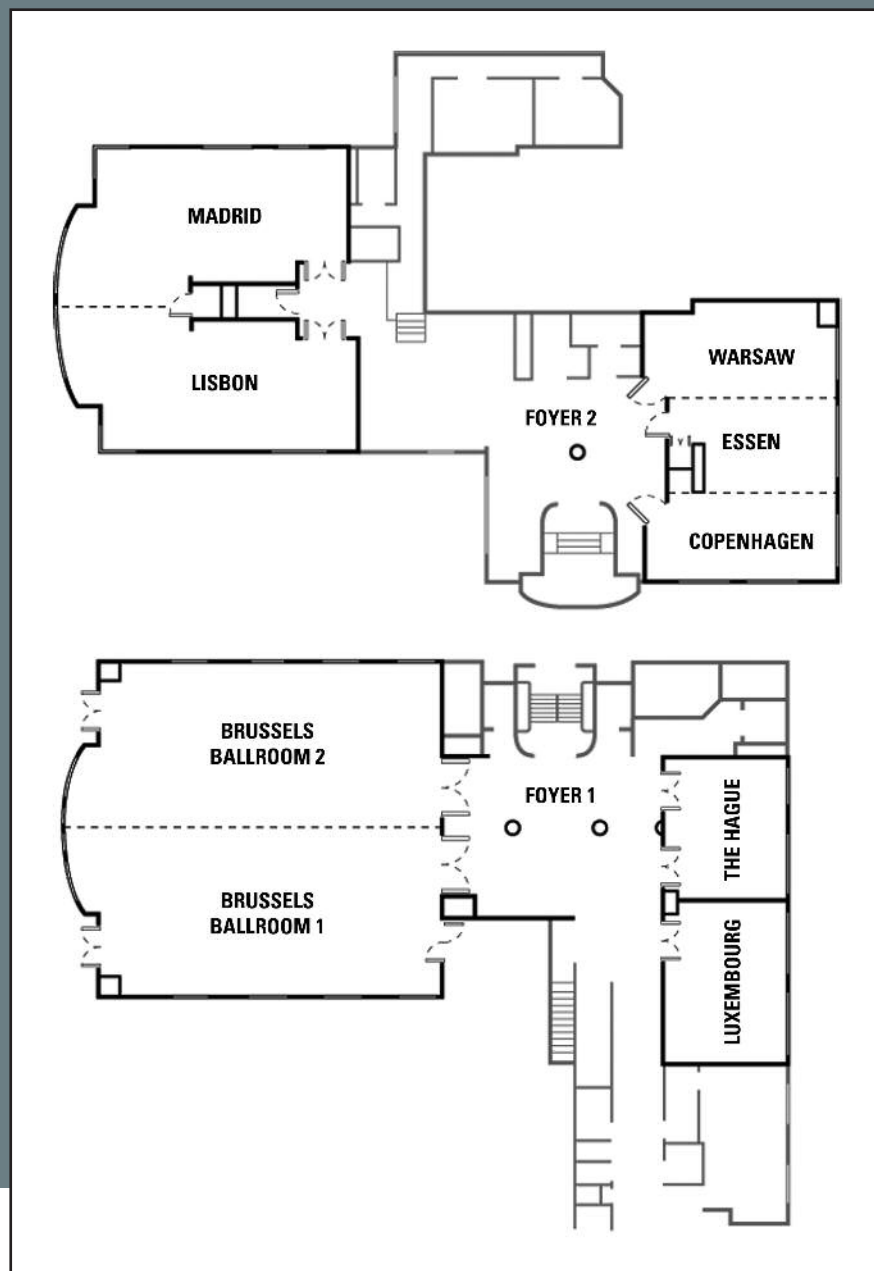 MADRID
LISBON
WARSAW
FOYER 2
ESSEN
COPENHAGEN
BRUSSELS
BALLROOM 2
FOYER 1
THE HAGUE
BRUSSELS
BALLROOM 1
LUXEMBOURG